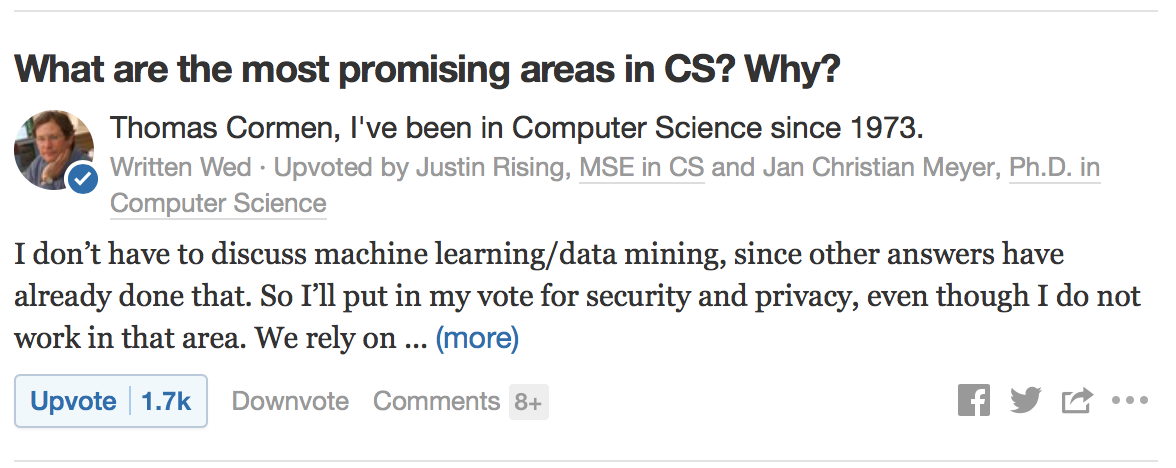 What are the most promising areas in CS? Why?
Thomas Cormen, I've been in Computer Science since 1973.
Written Wed · Upvoted by Justin Rising, MSE in CS and Jan Christian Meyer, Ph.D. in
Computer Science
I don’t have to discuss machine learning/data mining, since other answers have
already done that. So I’ll put in my vote for security and privacy, even though I do not
work in that area. We rely on ... (more)
Upvote 1.7k Downvote Comments 8+